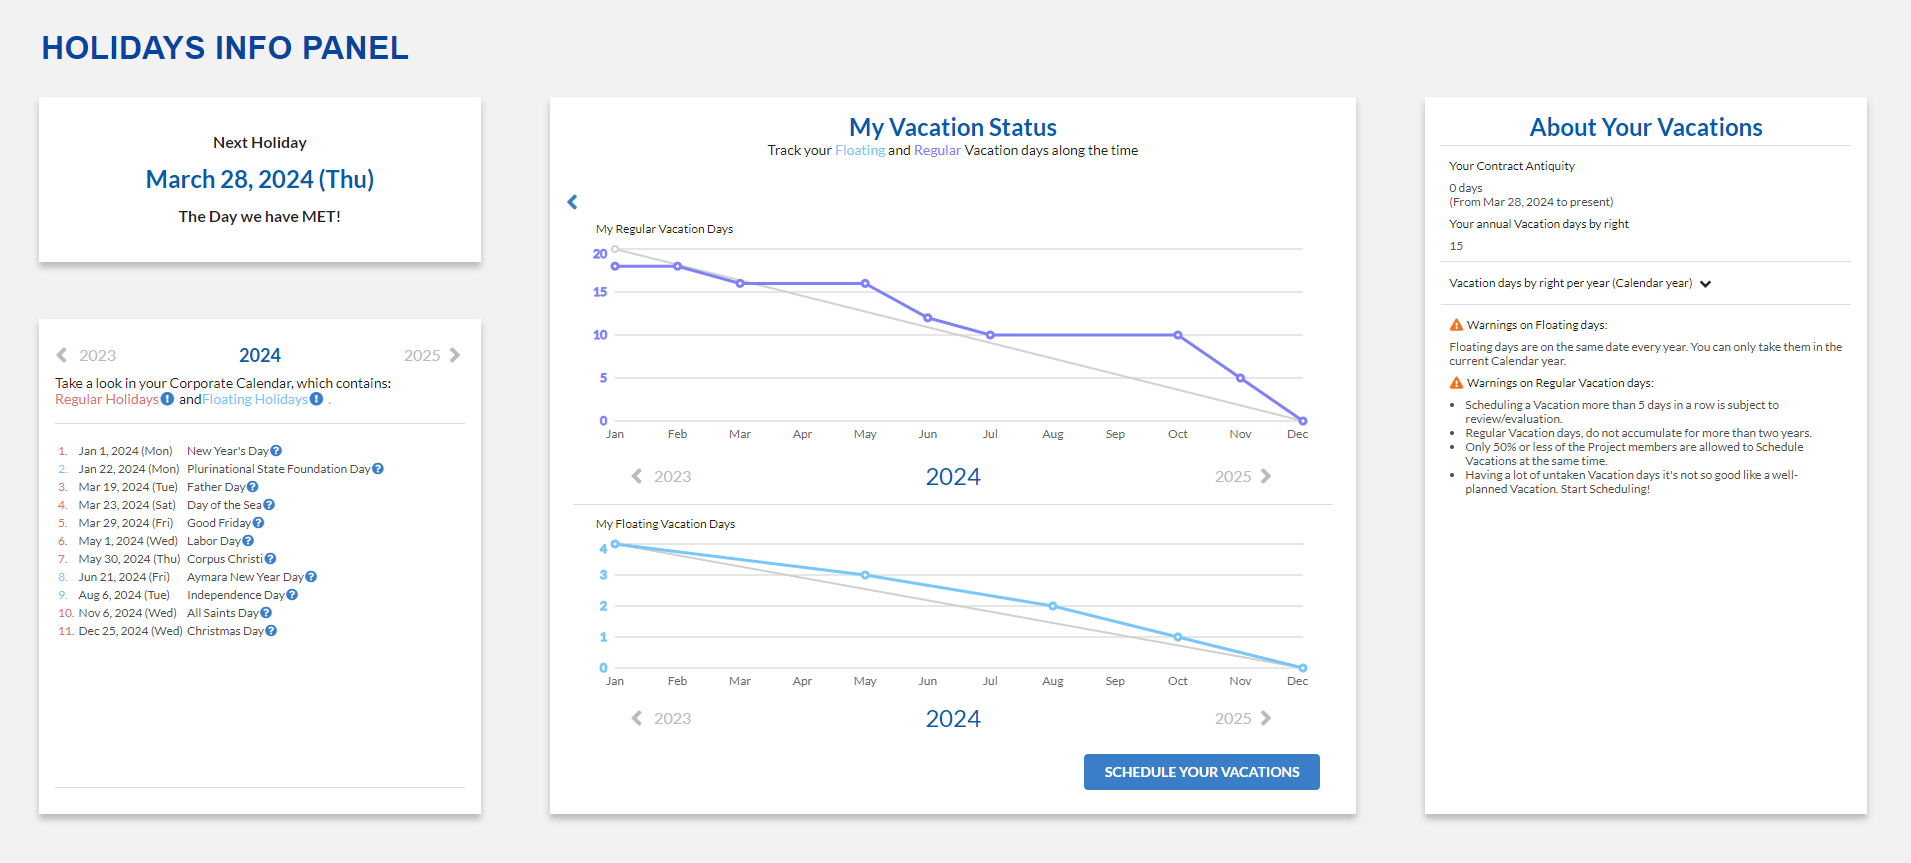 HOLIDAYS INFO PANEL
Next Holiday
March 28, 2024 (Thu)
The Day we have MET!
2023
2024
2025
Take a look in your Corporate Calendar, which contains:
Regular Holidays and Floating Holidays .
1. Jan 1, 2024 (Mon) New Year's Day
2. Jan 22, 2024 (Mon) Plurinational State Foundation Day
3. Mar 19, 2024 (Tue) Father Day
4. Mar 23, 2024 (Sat) Day of the Sea
5. Mar 29, 2024 (Fri) Good Friday
6. May 1, 2024 (Wed) Labor Day
7. May 30, 2024 (Thu) Corpus Christi
8. Jun 21, 2024 (Fri) Aymara New Year Day
9. Aug 6, 2024 (Tue) Independence Day
10. Nov 6, 2024 (Wed) All Saints Day
11. Dec 25, 2024 (Wed) Christmas Day
My Vacation Status
Track your Floating and Regular Vacation days along the time
My Regular Vacation Days
20
15
10
5
0
Jan Feb Mar Apr May Jun Jul Aug Sep Oct Nov Dec
2023
2024
2025
My Floating Vacation Days
4
3
2
1
0
Jan Feb Mar Apr May Jun Jul Aug Sep Oct Nov Dec
2023
2024
2025
SCHEDULE YOUR VACATIONS
About Your Vacations
Your Contract Antiquity
0 days
(From Mar 28, 2024 to present)
Your annual Vacation days by right
15
Vacation days by right per year (Calendar year)
Warnings on Floating days:
Floating days are on the same date every year. You can only take them in the
current Calendar year.
Warnings on Regular Vacation days:
• Scheduling a Vacation more than 5 days in a row is subject to
review/evaluation.
• Regular Vacation days, do not accumulate for more than two years.
• Only 50% or less of the Project members are allowed to Schedule
Vacations at the same time.
• Having a lot of untaken Vacation days it's not so good like a well-
planned Vacation. Start Scheduling!